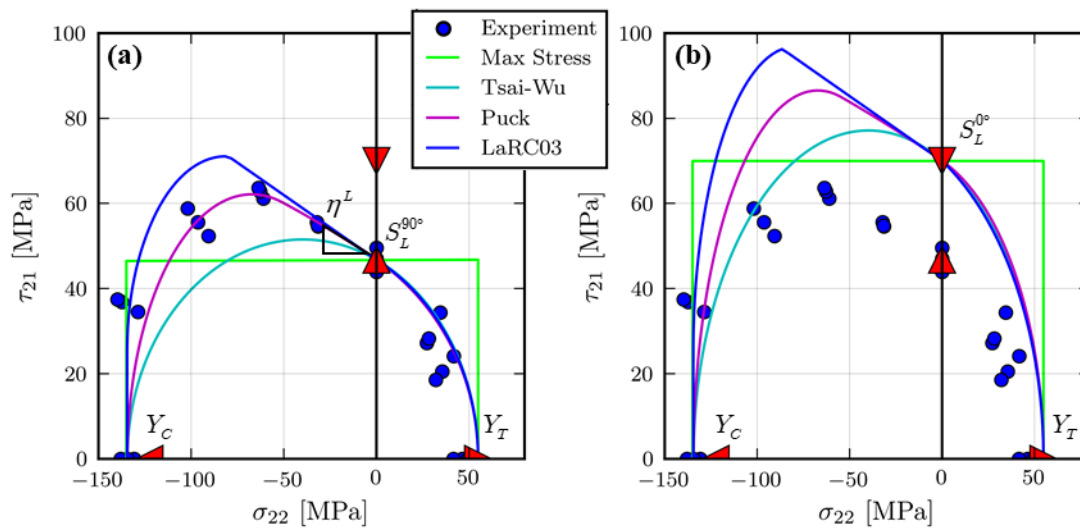 Experiment
Max Stress
Tsai-Wu
Puck
LaRC03
(a)
100
80
60
40
20
0
τ21 [MPa]
η^L
S_L^90°
Y_C
Y_T
−150
−100
−50
0
50
σ22 [MPa]
(b)
100
80
60
40
20
0
τ21 [MPa]
S_L^0°
Y_C
Y_T
−150
−100
−50
0
50
σ22 [MPa]